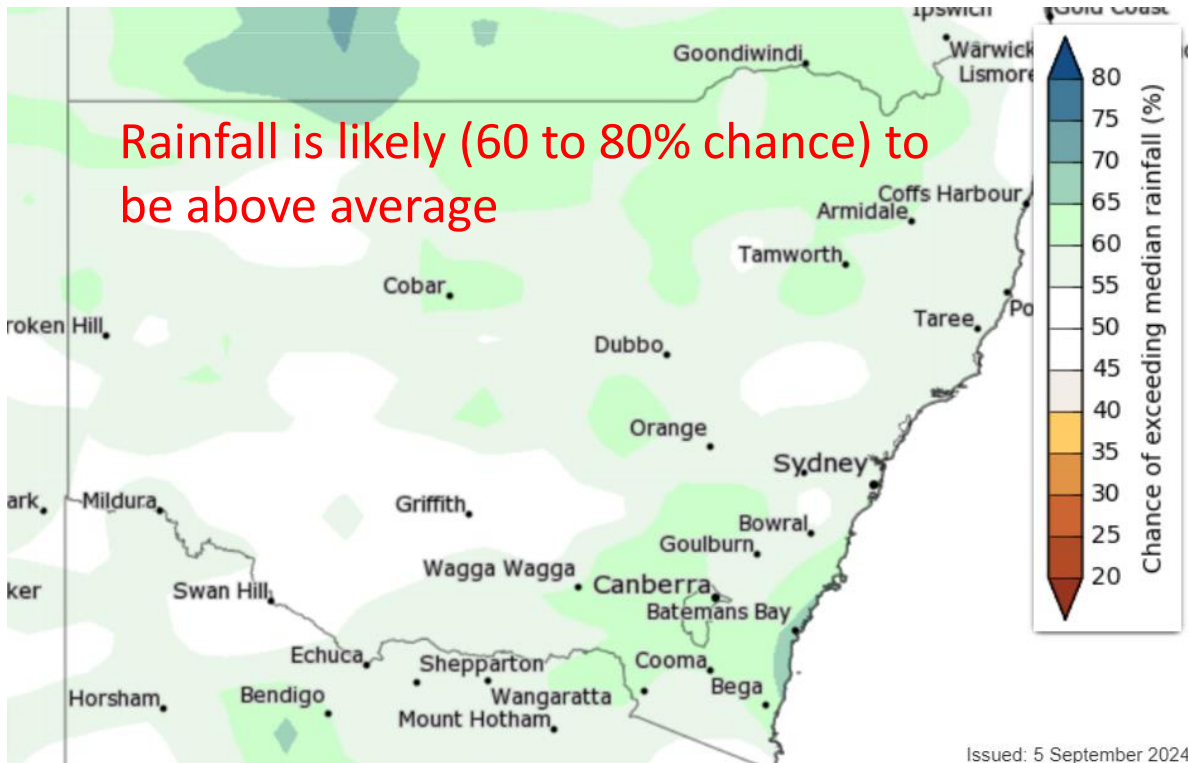 Ipswich
Gold Coast
Goondiwindi
Warwick
Lismore
Rainfall is likely (60 to 80% chance) to
be above average
Coffs Harbour
Armidale
Tamworth
Cobar
roken Hill
Po
Taree
Dubbo
Orange
Sydney
ark
Mildura
Griffith
Bowral
Goulburn
Wagga Wagga
Canberra
ker
Swan Hill
Batemans Bay
Echuca
Shepparton
Cooma
Horsham
Bendigo
Wangaratta
Bega
Mount Hotham
80
75
70
65
60
55
50
45
40
35
30
25
20
Chance of exceeding median rainfall (%)
Issued: 5 September 2024